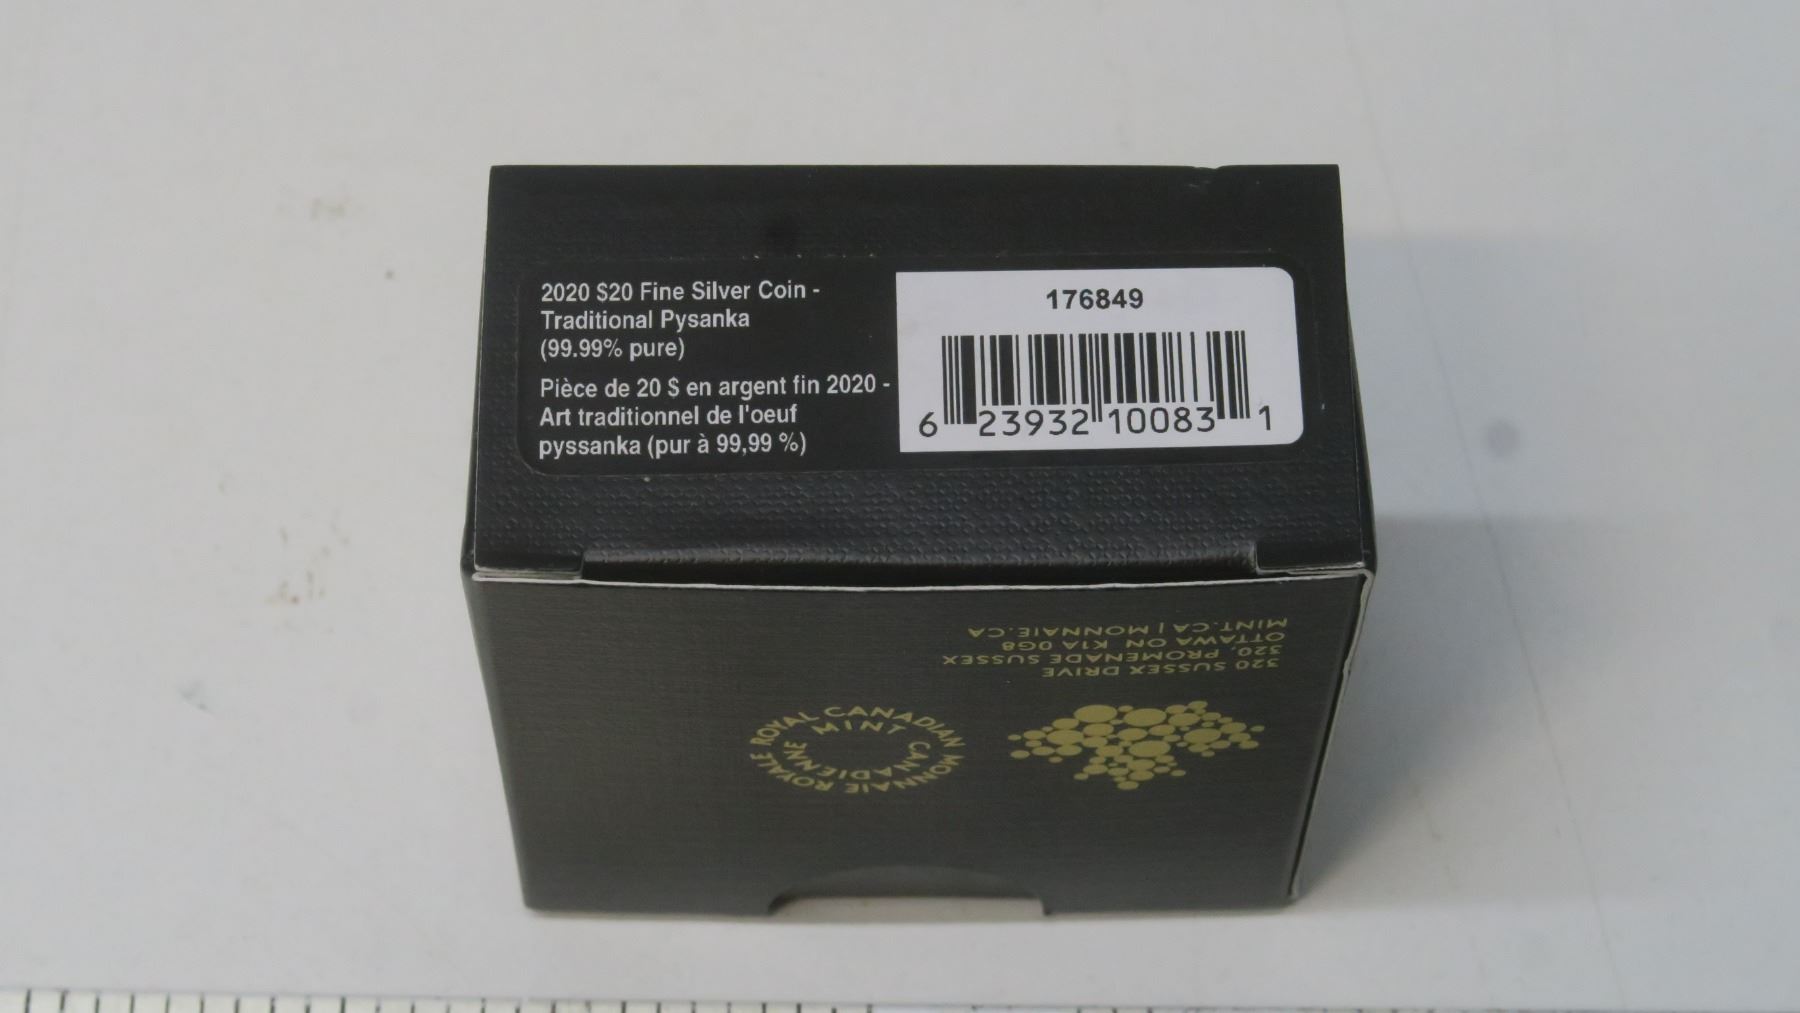 2020 $20 Fine Silver Coin -
Traditional Pysanka
(99.99% pure)
Pièce de 20 $ en argent fin 2020 -
Art traditionnel de l'oeuf
pyssanka (pur à 99,99 %)
176849
6 23932 10083 1
320 SUSSEX DRIVE
320, PROMENADE SUSSEX
OTTAWA ON K1A 0G8
MINT.CA | MONNAIE.CA
ROYAL CANADIAN
MINT
MONNAIE ROYALE
CANADIENNE